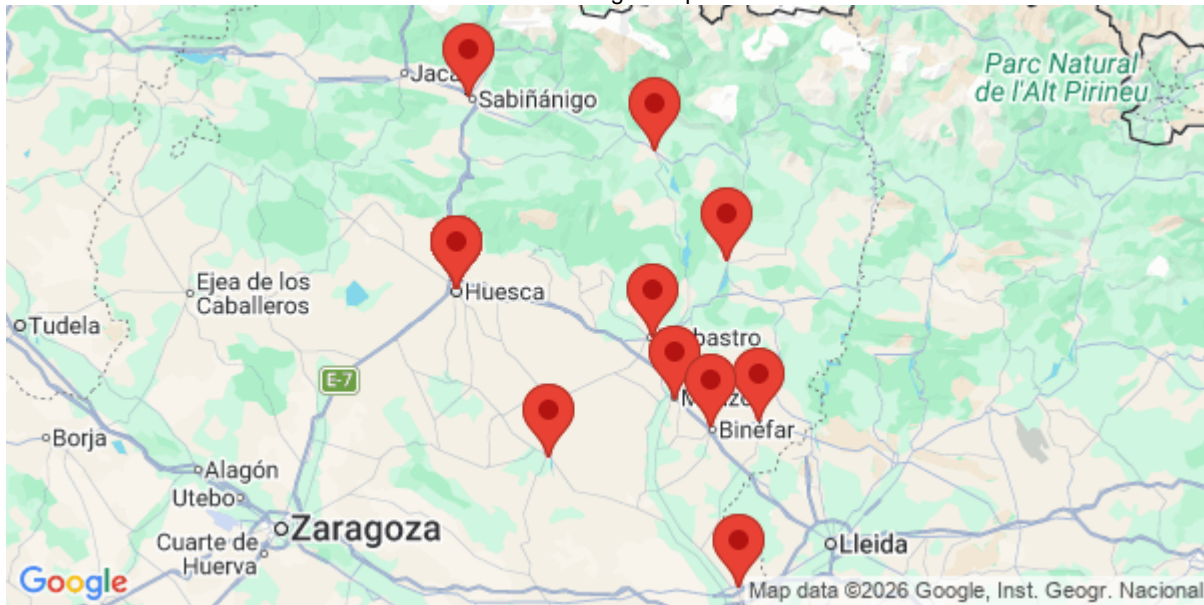 Parc Natural
de l'Alt Pirineu
Jaca
Sabiñánigo
Ejea de los
Caballeros
Huesca
Tudela
E-7
Binéfar
Borja
Alagón
Utebo
Zaragoza
Cuarte de
Huerva
Lleida
Google
Map data ©2026 Google, Inst. Geogr. Nacional